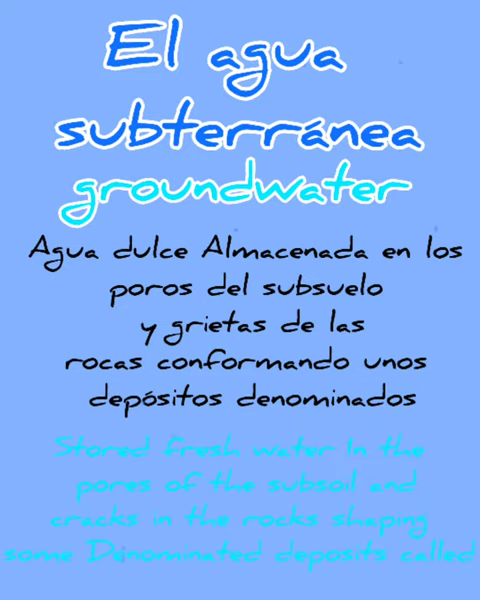 El agua
subterránea
groundwater
Agua dulce Almacenada en los
poros del subsuelo
y grietas de las
rocas conformando unos
depósitos denominados
Stored fresh water In the
pores of the subsoil and
cracks in the rocks shaping
some Denominated deposits called